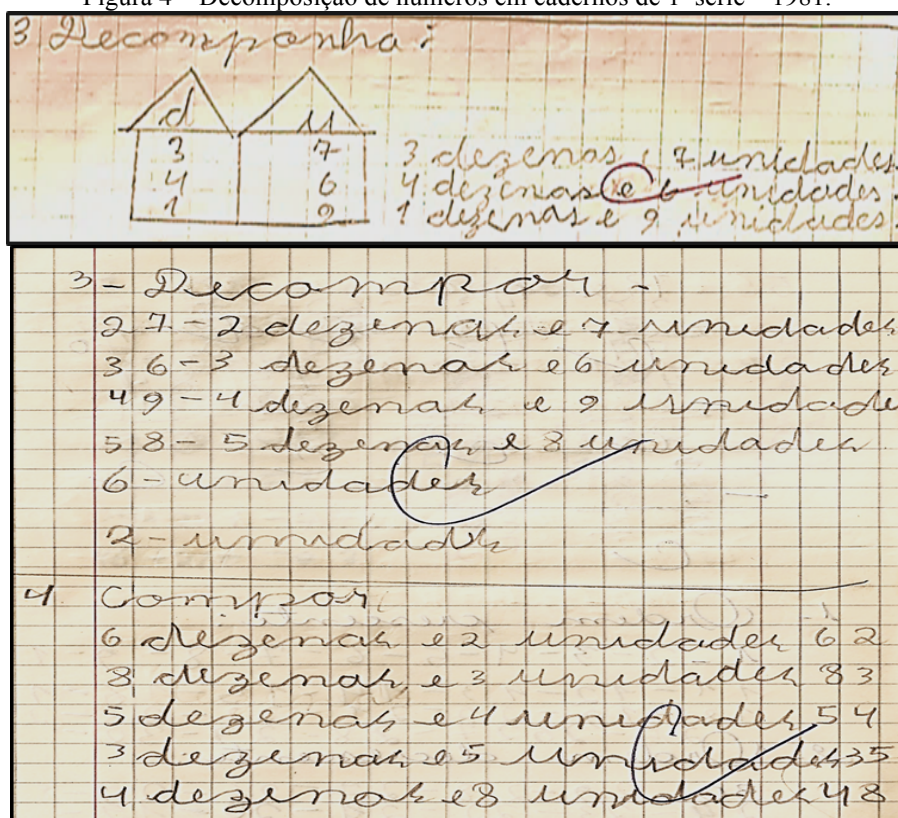 Figura 4 – Decomposição de números em cadernos de 1ª série – 1981.
3 Decomponha:
d u
3 7 3 dezenas e 7 unidades.
4 6 4 dezenas e 6 unidades.
1 9 1 dezenas e 9 unidades.
3 - Decompor -
27 - 2 dezenas e 7 unidades
36 - 3 dezenas e 6 unidades
49 - 4 dezenas e 9 unidade
58 - 5 dezenas e 8 unidades
6 - unidades
2 - unidades
4 Compor
6 dezenas e 2 unidades 62
8 dezenas e 3 unidades 83
5 dezenas e 4 unidades 54
3 dezenas e 5 unidades 35
4 dezenas e 8 unidades 48